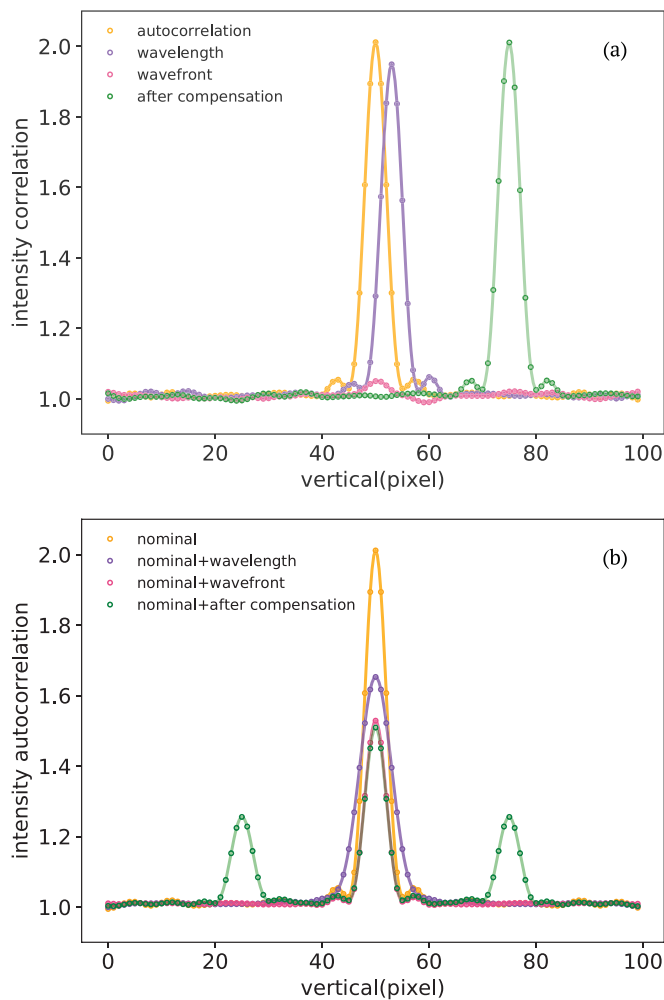 (a)
autocorrelation
wavelength
wavefront
after compensation
intensity correlation
2.0
1.8
1.6
1.4
1.2
1.0
0 20 40 60 80 100
vertical(pixel)
(b)
nominal
nominal+wavelength
nominal+wavefront
nominal+after compensation
intensity autocorrelation
2.0
1.8
1.6
1.4
1.2
1.0
0 20 40 60 80 100
vertical(pixel)